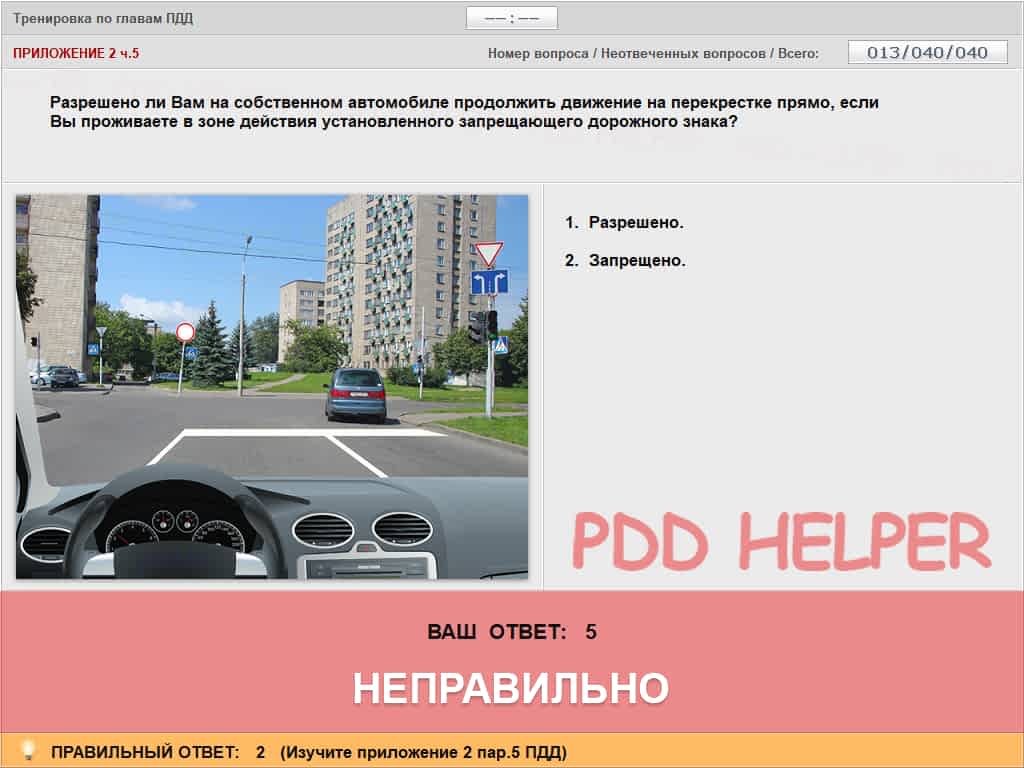 Тренировка по главам ПДД
–– : ––
ПРИЛОЖЕНИЕ 2 ч.5
Номер вопроса / Неотвеченных вопросов / Всего:
013/040/040
Разрешено ли Вам на собственном автомобиле продолжить движение на перекрестке прямо, если
Вы проживаете в зоне действия установленного запрещающего дорожного знака?
1. Разрешено.
2. Запрещено.
PDD HELPER
ВАШ ОТВЕТ: 5
НЕПРАВИЛЬНО
ПРАВИЛЬНЫЙ ОТВЕТ: 2 (Изучите приложение 2 пар.5 ПДД)